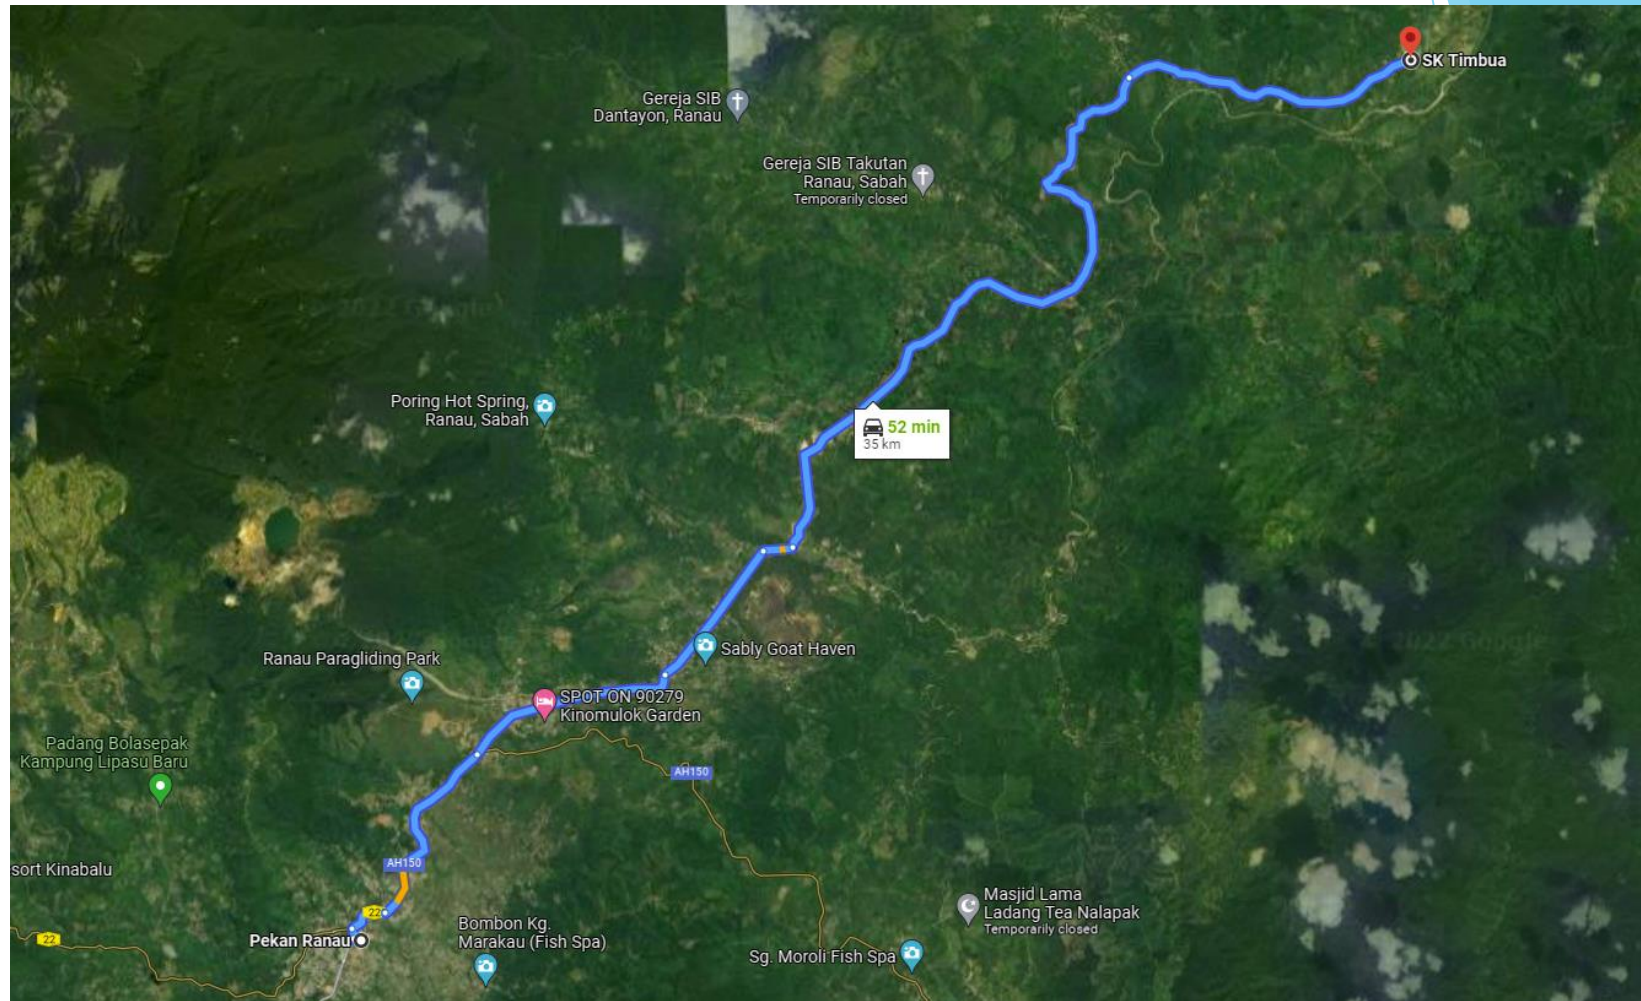 SK Timbua
Gereja SIB
Dantayon, Ranau
Gereja SIB Takutan
Ranau, Sabah
Temporarily closed
Poring Hot Spring,
Ranau, Sabah
52 min
35 km
Sably Goat Haven
Ranau Paragliding Park
SPOT ON 90279
Kinomulok Garden
Padang Bolasepak
Kampung Lipasu Baru
AH150
AH150
sort Kinabalu
22
Masjid Lama
Ladang Tea Nalapak
Temporarily closed
Bombon Kg.
Marakau (Fish Spa)
22
Pekan Ranau
Sg. Moroli Fish Spa